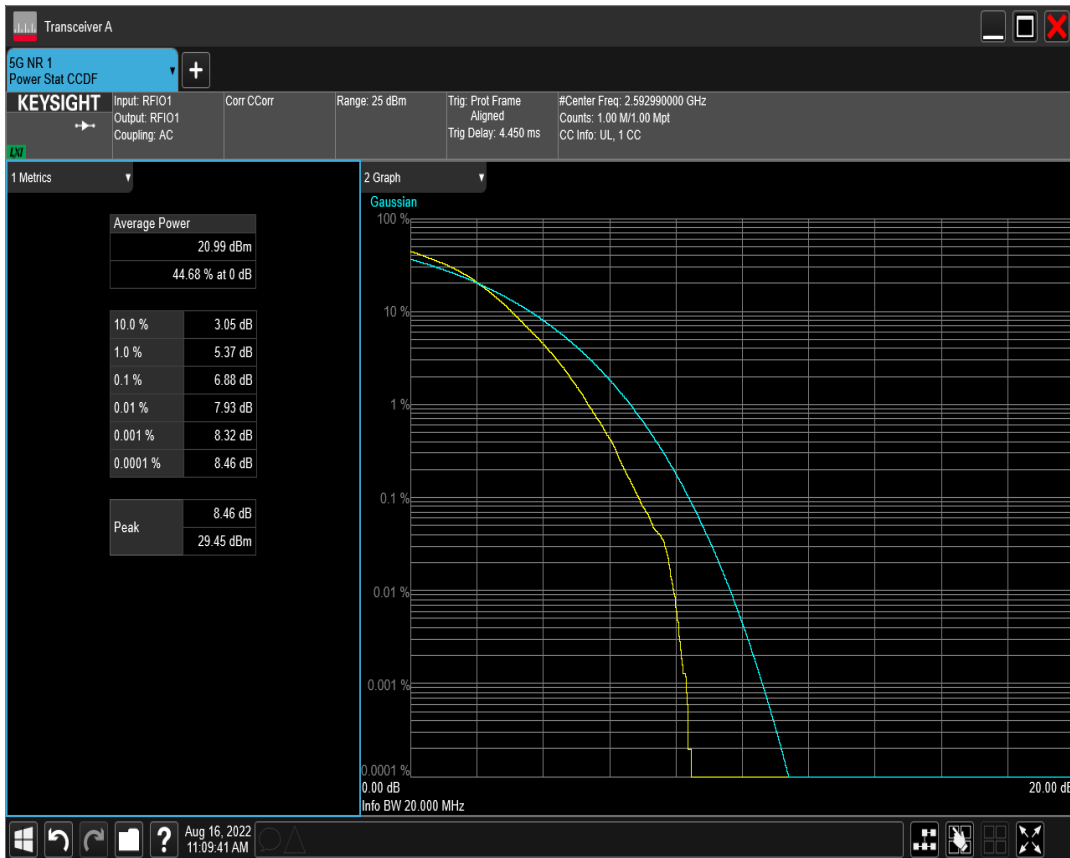 Transceiver A
5G NR 1
Power Stat CCDF
+
KEYSIGHT
LXI
Input: RFIO1
Output: RFIO1
Coupling: AC
Corr CCorr
Range: 25 dBm
Trig: Prot Frame
Aligned
Trig Delay: 4.450 ms
#Center Freq: 2.592990000 GHz
Counts: 1.00 M/1.00 Mpt
CC Info: UL, 1 CC
1 Metrics
Average Power
20.99 dBm
44.68 % at 0 dB
10.0 % 3.05 dB
1.0 % 5.37 dB
0.1 % 6.88 dB
0.01 % 7.93 dB
0.001 % 8.32 dB
0.0001 % 8.46 dB
Peak
8.46 dB
29.45 dBm
2 Graph
Gaussian
100 %
10 %
1 %
0.1 %
0.01 %
0.001 %
0.0001 %
0.00 dB
20.00 dB
Info BW 20.000 MHz
?
Aug 16, 2022
11:09:41 AM